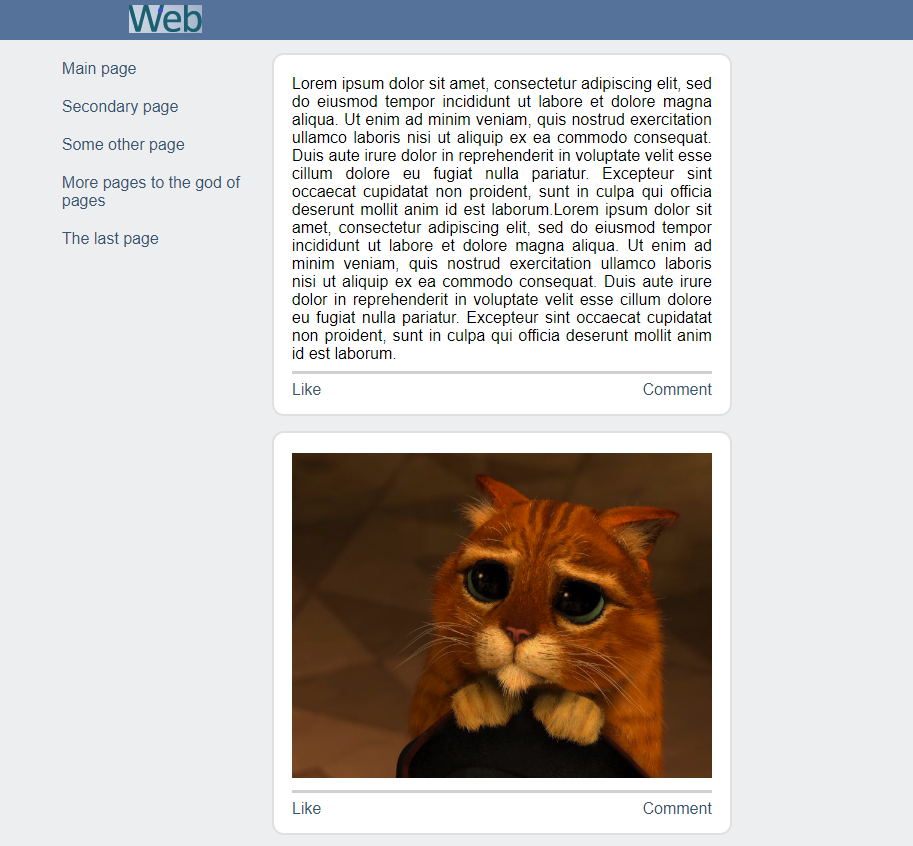 Web
Main page
Secondary page
Some other page
More pages to the god of
pages
The last page
Lorem ipsum dolor sit amet, consectetur adipiscing elit, sed
do eiusmod tempor incididunt ut labore et dolore magna
aliqua. Ut enim ad minim veniam, quis nostrud exercitation
ullamco laboris nisi ut aliquip ex ea commodo consequat.
Duis aute irure dolor in reprehenderit in voluptate velit esse
cillum dolore eu fugiat nulla pariatur. Excepteur sint
occaecat cupidatat non proident, sunt in culpa qui officia
deserunt mollit anim id est laborum.Lorem ipsum dolor sit
amet, consectetur adipiscing elit, sed do eiusmod tempor
incididunt ut labore et dolore magna aliqua. Ut enim ad
minim veniam, quis nostrud exercitation ullamco laboris
nisi ut aliquip ex ea commodo consequat. Duis aute irure
dolor in reprehenderit in voluptate velit esse cillum dolore
eu fugiat nulla pariatur. Excepteur sint occaecat cupidatat
non proident, sunt in culpa qui officia deserunt mollit anim
id est laborum.
Like Comment
Like Comment